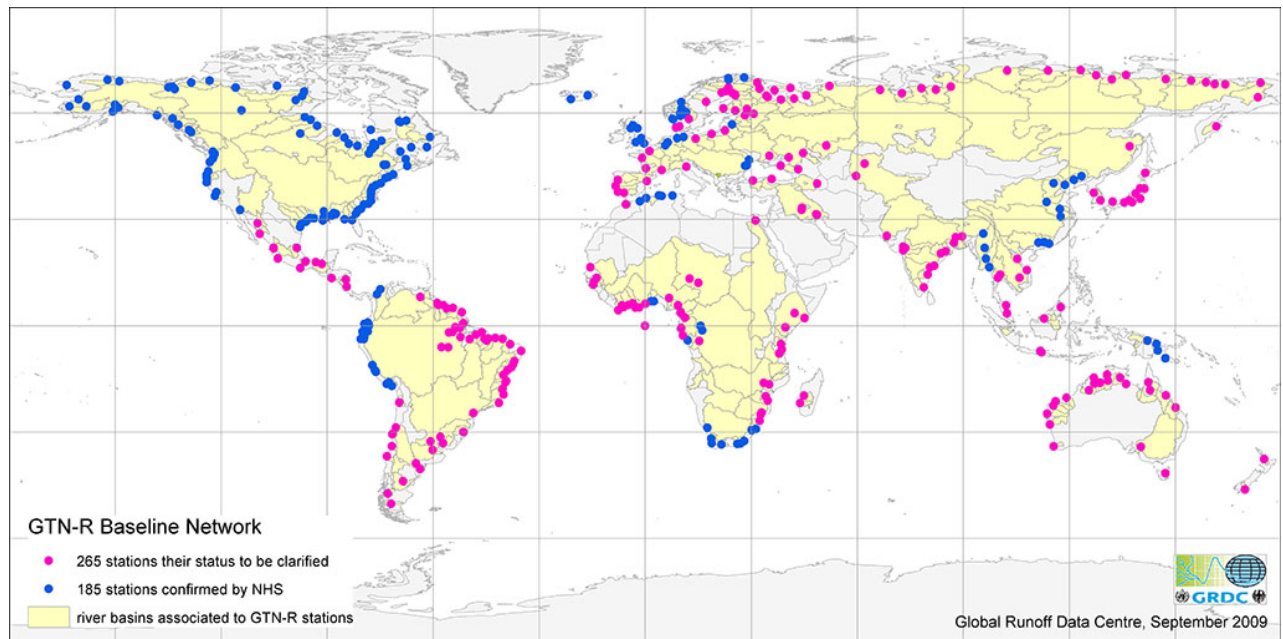 GTN-R Baseline Network
265 stations their status to be clarified
185 stations confirmed by NHS
river basins associated to GTN-R stations
GRDC
Global Runoff Data Centre, September 2009